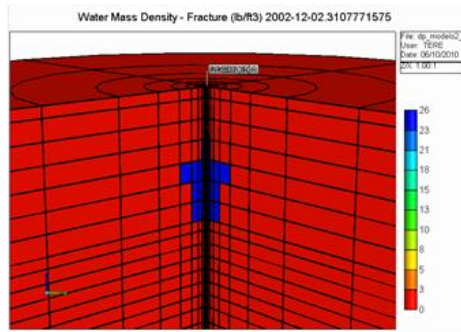 Water Mass Density - Fracture (lb/ft3) 2002-12-02.3107771575
File: dp_modelo2_
User: TERE
Date: 06/10/2010
Z/X: 1.00:1
26
23
21
18
15
13
10
8
5
3
0